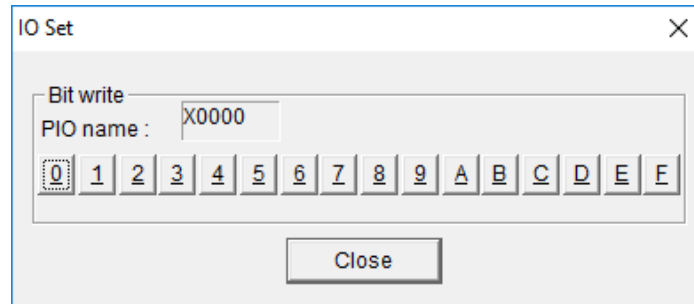 IO Set
Bit write
PIO name : X0000
0 1 2 3 4 5 6 7 8 9 A B C D E F
Close